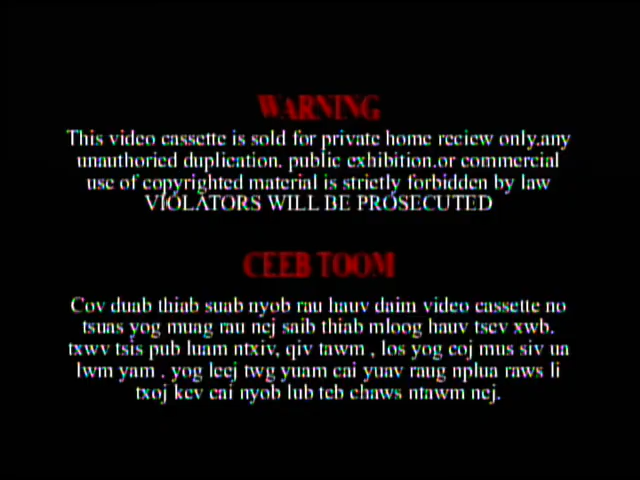 WARNING
This video cassette is sold for private home reciew only.any
unauthoried duplication. public exhibition.or commercial
use of copyrighted material is strictly forbidden by law
VIOLATORS WILL BE PROSECUTED
CEEB TOOM
Cov duab thiab suab nyob rau hauv daim video cassette no
tsuas yog muag rau nej saib thiab mloog hauv tsev xwb.
txwv tsis pub luam ntxiv, qiv tawm , los yog coj mus siv ua
lwm yam . yog leej twg yuam cai yuav raug nplua raws li
txoj kev cai nyob lub teb chaws ntawm nej.